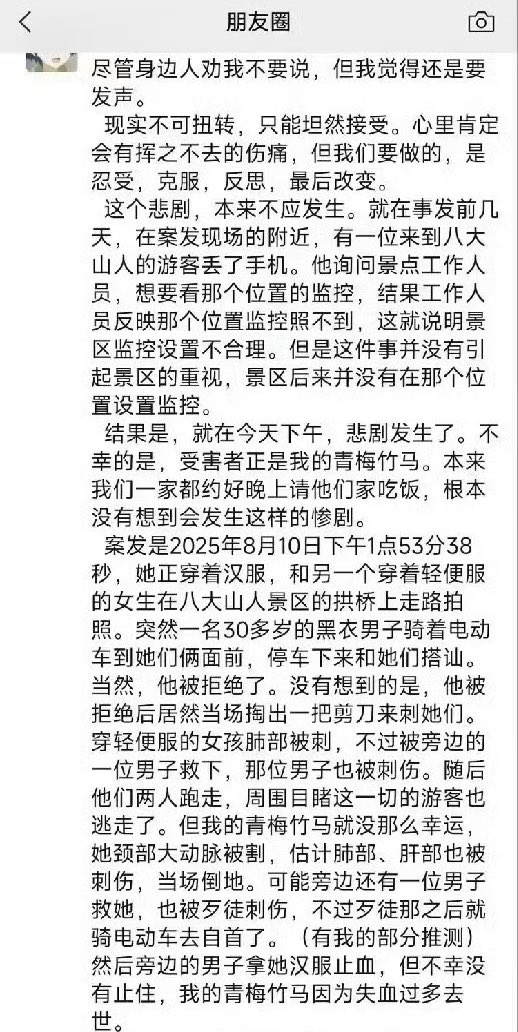 朋友圈
尽管身边人劝我不要说，但我觉得还是要
发声。
现实不可扭转，只能坦然接受。心里肯定
会有挥之不去的伤痛，但我们要做的，是
忍受，克服，反思，最后改变。
这个悲剧，本来不应发生。就在事发前几
天，在案发现场的附近，有一位来到八大
山人的游客丢了手机。他询问景点工作人
员，想要看那个位置的监控，结果工作人
员反映那个位置监控照不到，这就说明景
区监控设置不合理。但是这件事并没有引
起景区的重视，景区后来并没有在那个位
置设置监控。
结果是，就在今天下午，悲剧发生了。不
幸的是，受害者正是我的青梅竹马。本来
我们一家都约好晚上请他们家吃饭，根本
没有想到会发生这样的惨剧。
案发是2025年8月10日下午1点53分38
秒，她正穿着汉服，和另一个穿着轻便服
的女生在八大山人景区的拱桥上走路拍
照。突然一名30多岁的黑衣男子骑着电动
车到她们俩面前，停车下来和她们搭讪。
当然，他被拒绝了。没有想到的是，他被
拒绝后居然当场掏出一把剪刀来刺她们。
穿轻便服的女孩肺部被刺，不过被旁边的
一位男子救下，那位男子也被刺伤。随后
他们两人跑走，周围目睹这一切的游客也
逃走了。但我的青梅竹马就没那么幸运，
她颈部大动脉被割，估计肺部、肝部也被
刺伤，当场倒地。可能旁边还有一位男子
救她，也被歹徒刺伤，不过歹徒那之后就
骑电动车去自首了。（有我的部分推测）
然后旁边的男子拿她汉服止血，但不幸没
有止住，我的青梅竹马因为失血过多去
世。